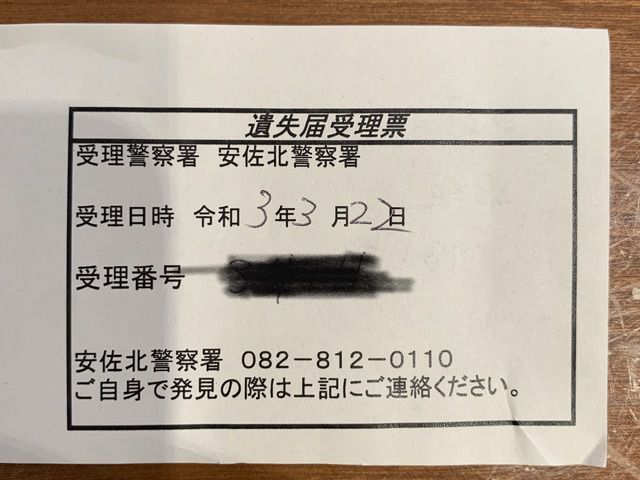 遺失届受理票
受理警察署 安佐北警察署
受理日時 令和 3年3月22日
受理番号
安佐北警察署 082-812-0110
ご自身で発見の際は上記にご連絡ください。